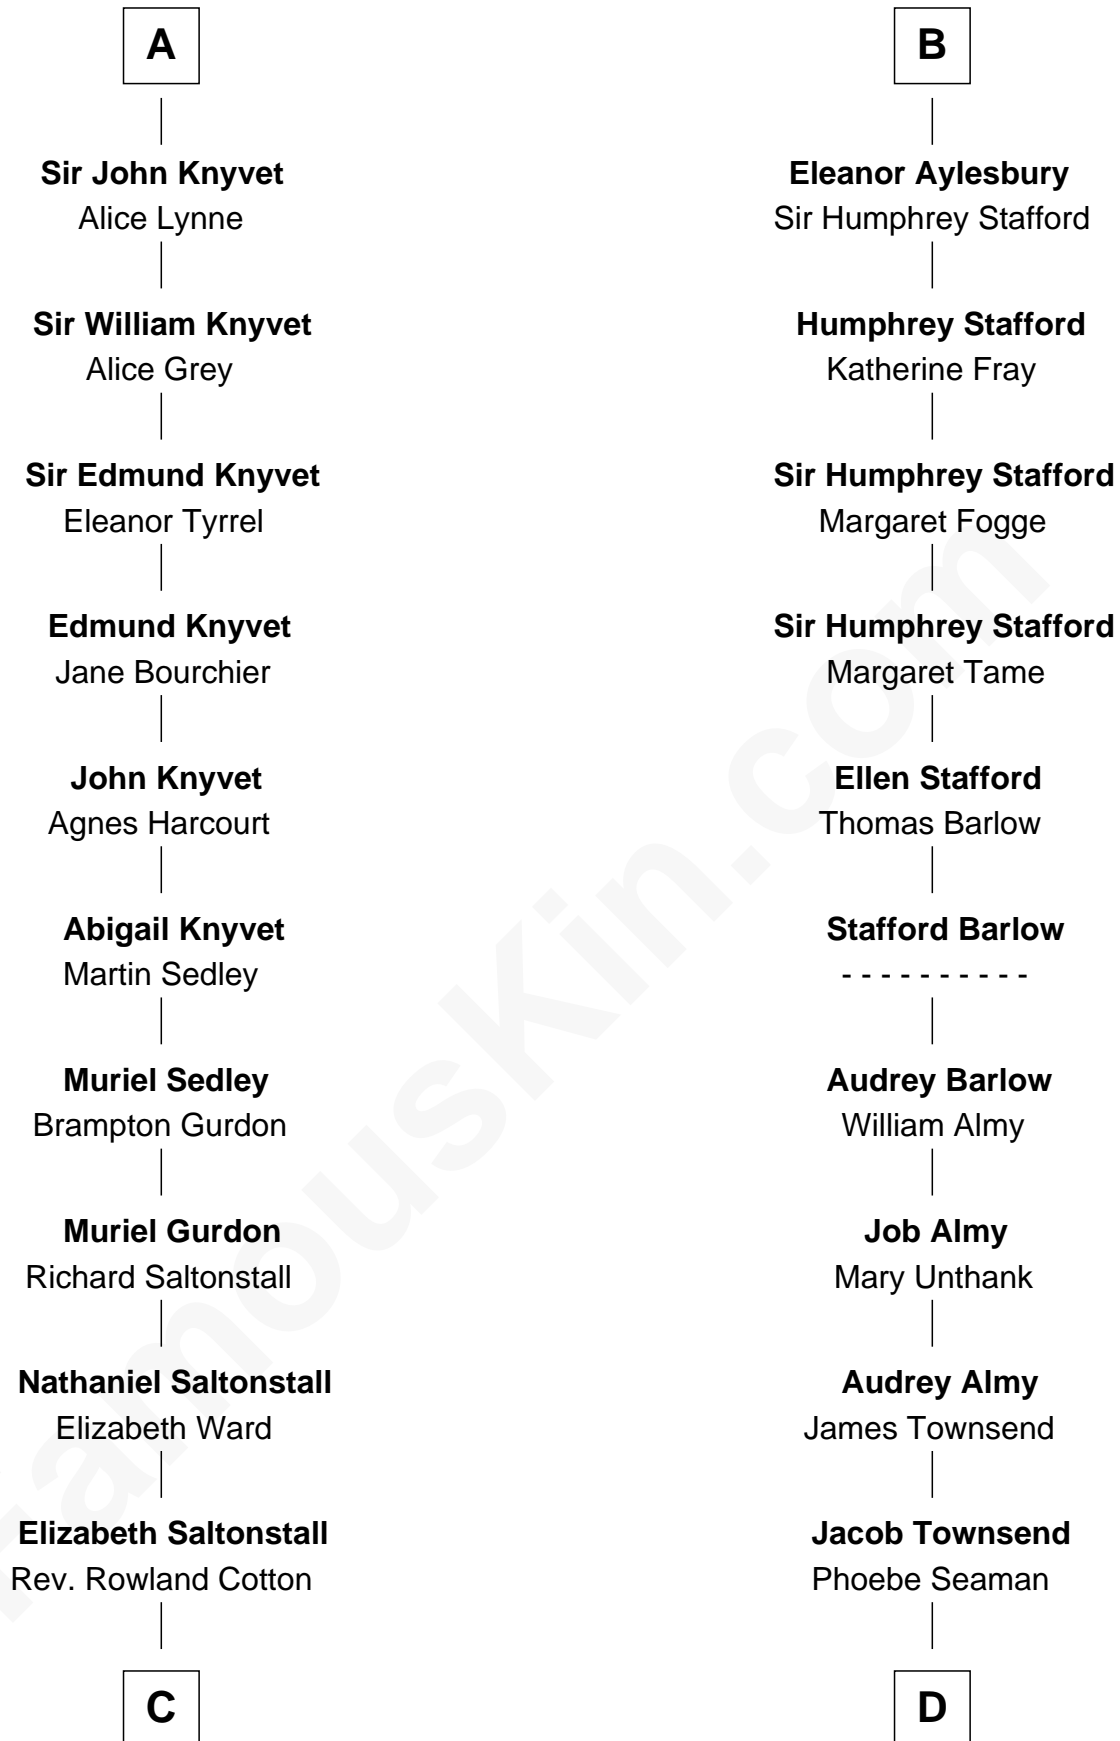 A
Sir John Knyvet
Alice Lynne
Sir William Knyvet
Alice Grey
Sir Edmund Knyvet
Eleanor Tyrrel
Edmund Knyvet
Jane Bourchier
John Knyvet
Agnes Harcourt
Abigail Knyvet
Martin Sedley
Muriel Sedley
Brampton Gurdon
Muriel Gurdon
Richard Saltonstall
Nathaniel Saltonstall
Elizabeth Ward
Elizabeth Saltonstall
Rev. Rowland Cotton
C
B
Eleanor Aylesbury
Sir Humphrey Stafford
Humphrey Stafford
Katherine Fray
Sir Humphrey Stafford
Margaret Fogge
Sir Humphrey Stafford
Margaret Tame
Ellen Stafford
Thomas Barlow
Stafford Barlow
- - - - - - - - - -
Audrey Barlow
William Almy
Job Almy
Mary Unthank
Audrey Almy
James Townsend
Jacob Townsend
Phoebe Seaman
D
FamousKin.com